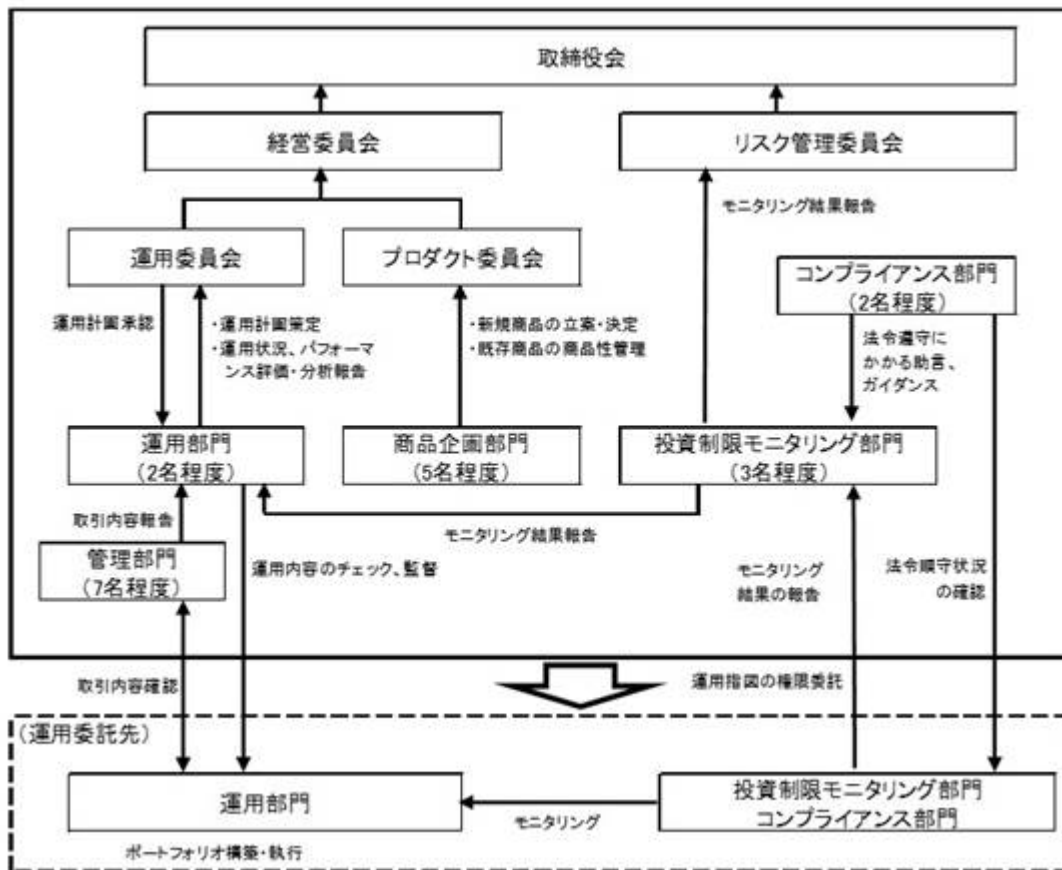 取締役会
経営委員会
リスク管理委員会
モニタリング結果報告
運用委員会
プロダクト委員会
コンプライアンス部門
(2名程度)
運用計画承認
・運用計画策定
・運用状況、パフォーマ
ンス評価・分析報告
・新規商品の立案・決定
・既存商品の商品性管理
法令遵守に
かかる助言、
ガイダンス
運用部門
(2名程度)
商品企画部門
(5名程度)
投資制限モニタリング部門
(3名程度)
取引内容報告
モニタリング結果報告
管理部門
(7名程度)
運用内容のチェック、監督
モニタリング
結果の報告
法令順守状況
の確認
取引内容確認
運用指図の権限委託
(運用委託先)
運用部門
モニタリング
投資制限モニタリング部門
コンプライアンス部門
ポートフォリオ構築・執行